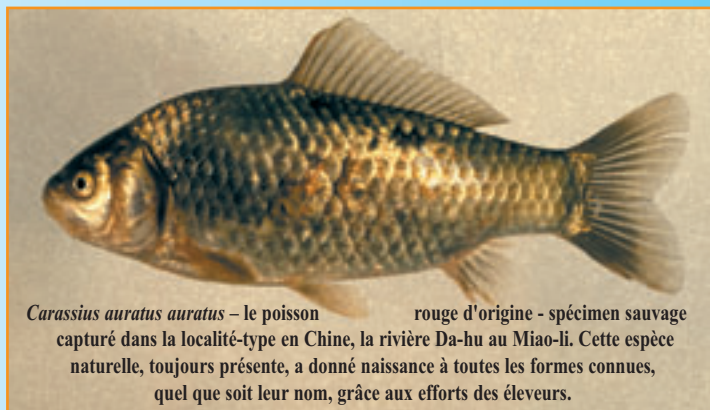 Carassius auratus auratus – le poisson rouge d'origine - spécimen sauvage
capturé dans la localité-type en Chine, la rivière Da-hu au Miao-li. Cette espèce
naturelle, toujours présente, a donné naissance à toutes les formes connues,
quel que soit leur nom, grâce aux efforts des éleveurs.